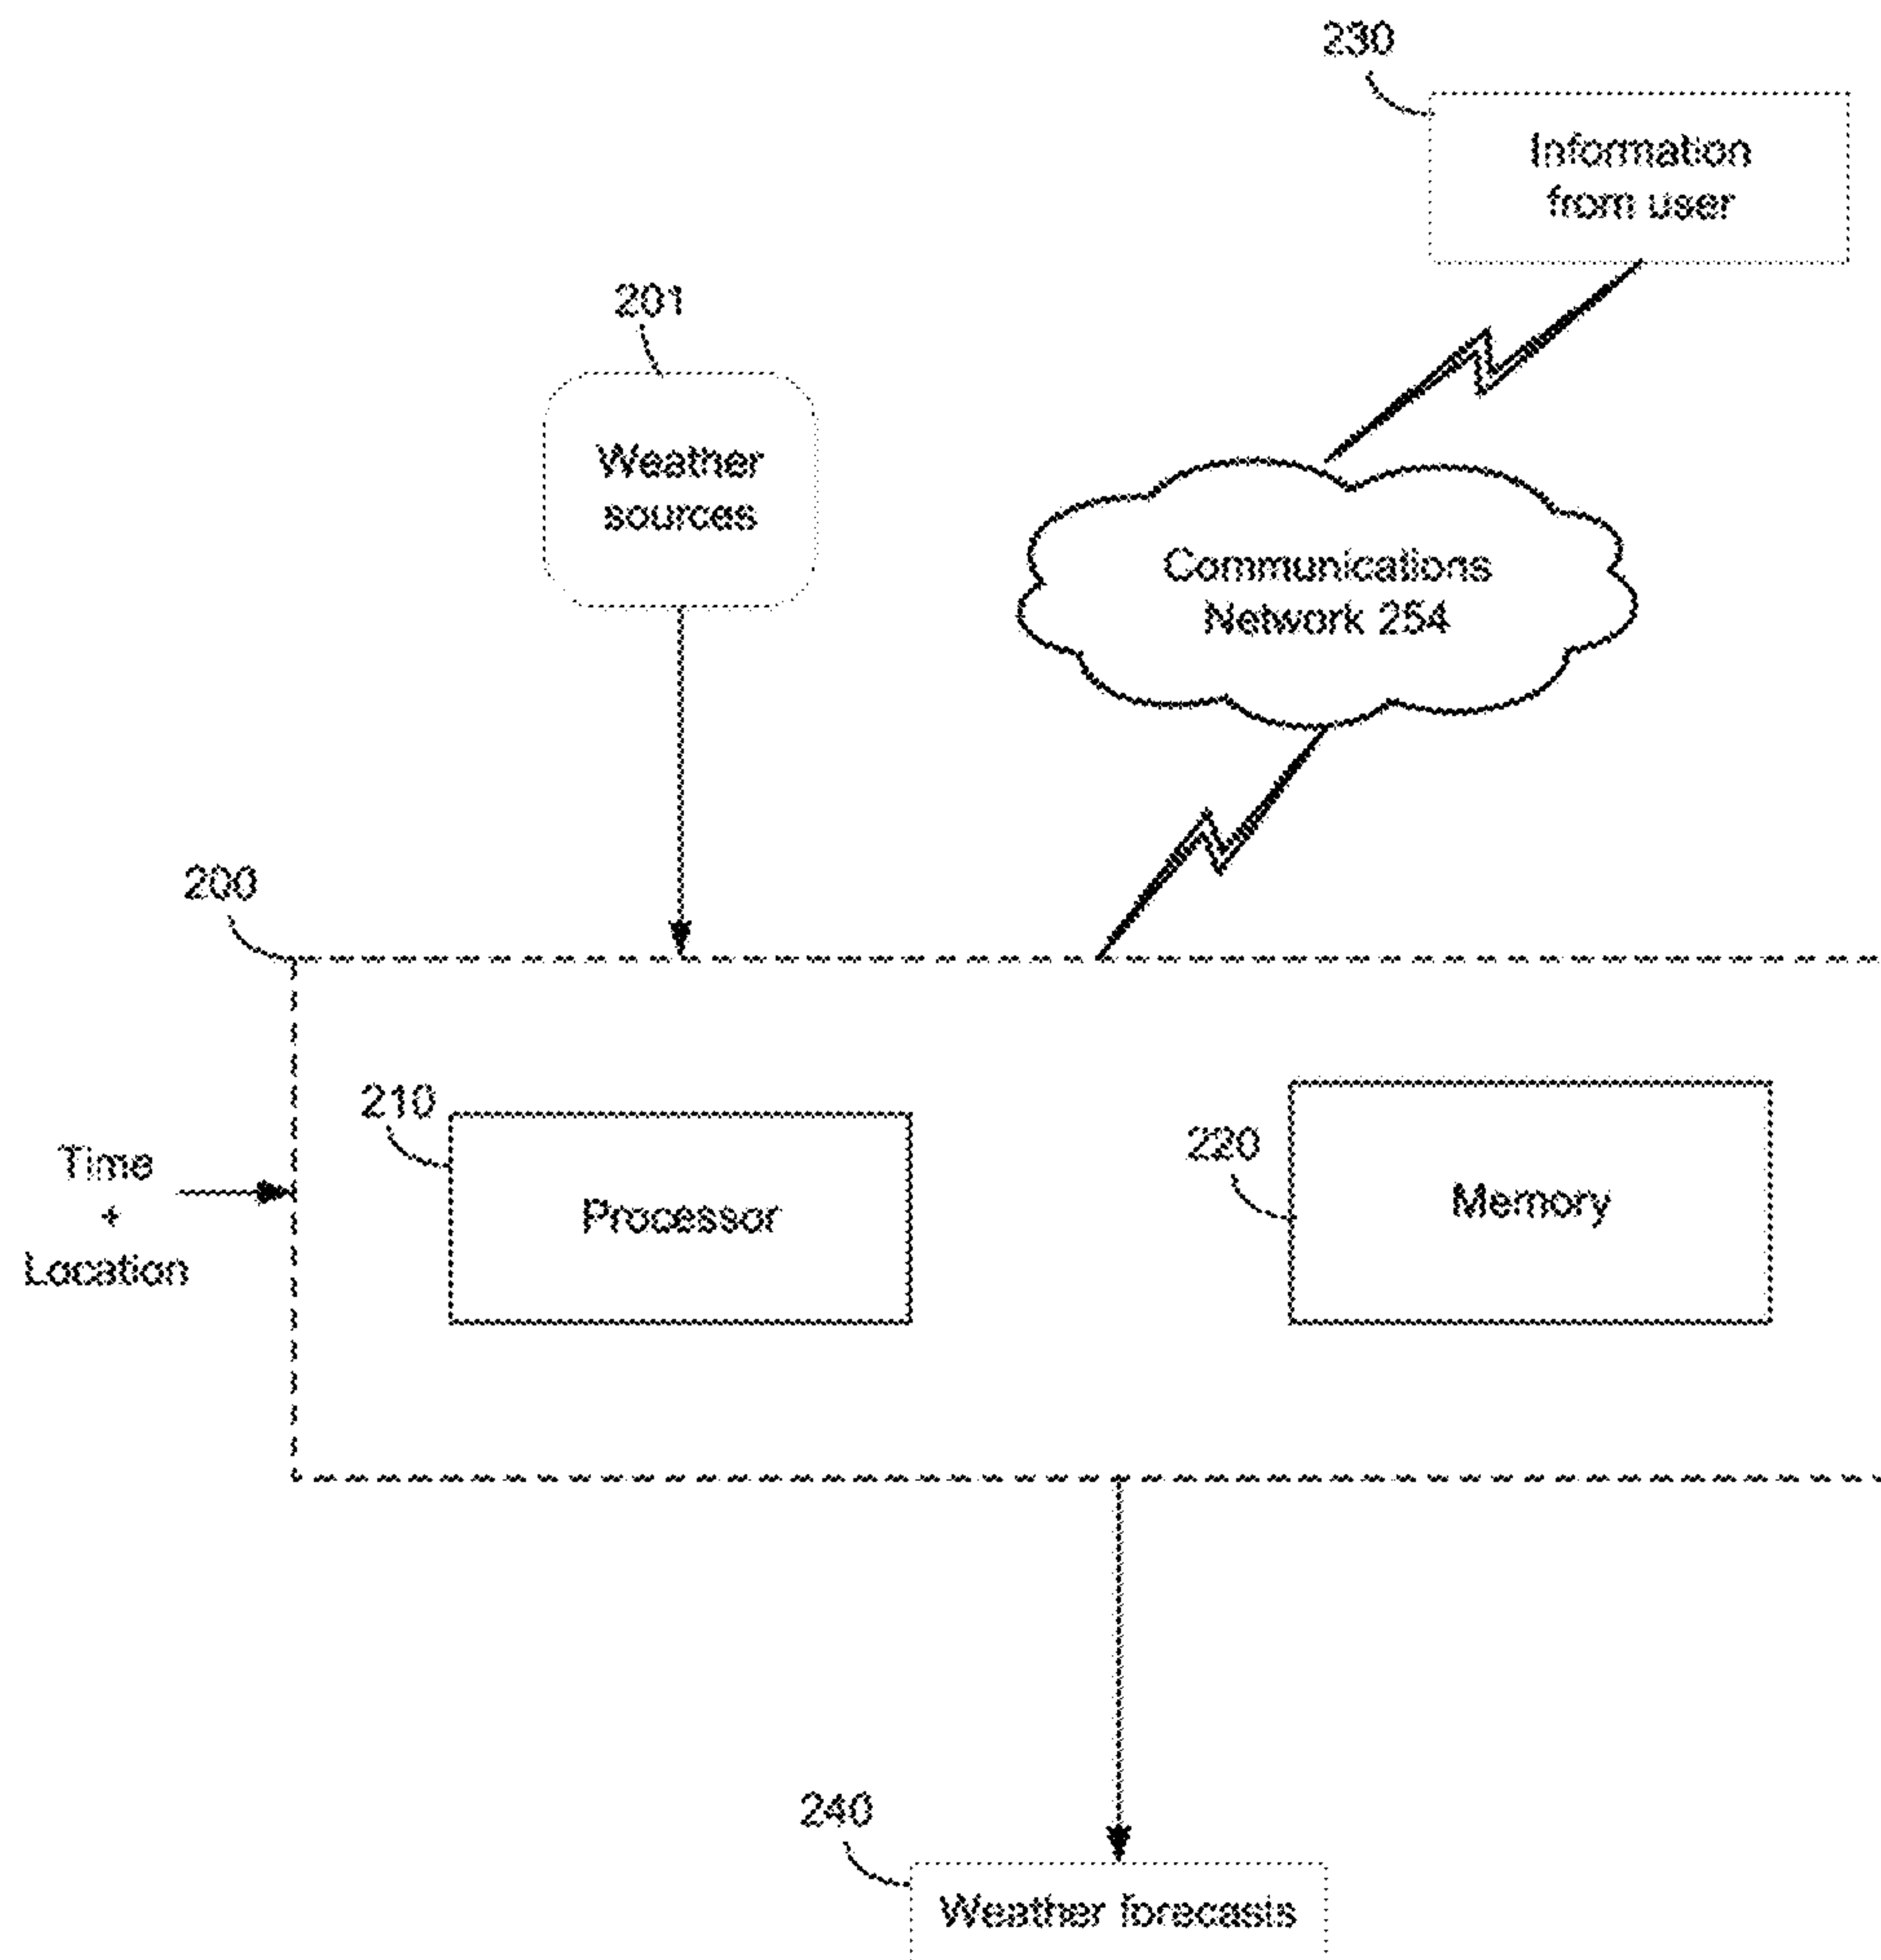 230
Information
from user
201
Weather
sources
Communications
Network 254
200
210
Processor
220
Memory
Time
+
Location
240
Weather forecasts